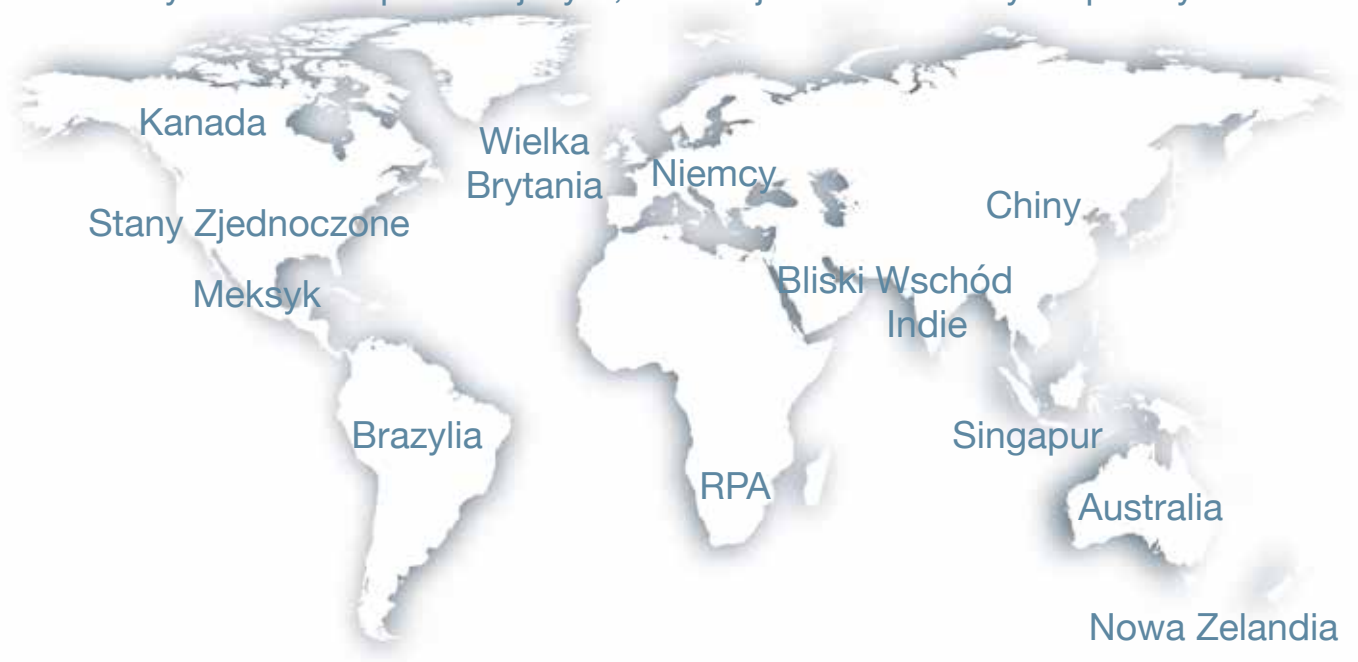 Kanada
Wielka
Brytania
Niemcy
Stany Zjednoczone
Chiny
Meksyk
Bliski Wschód
Indie
Brazylia
Singapur
RPA
Australia
Nowa Zelandia